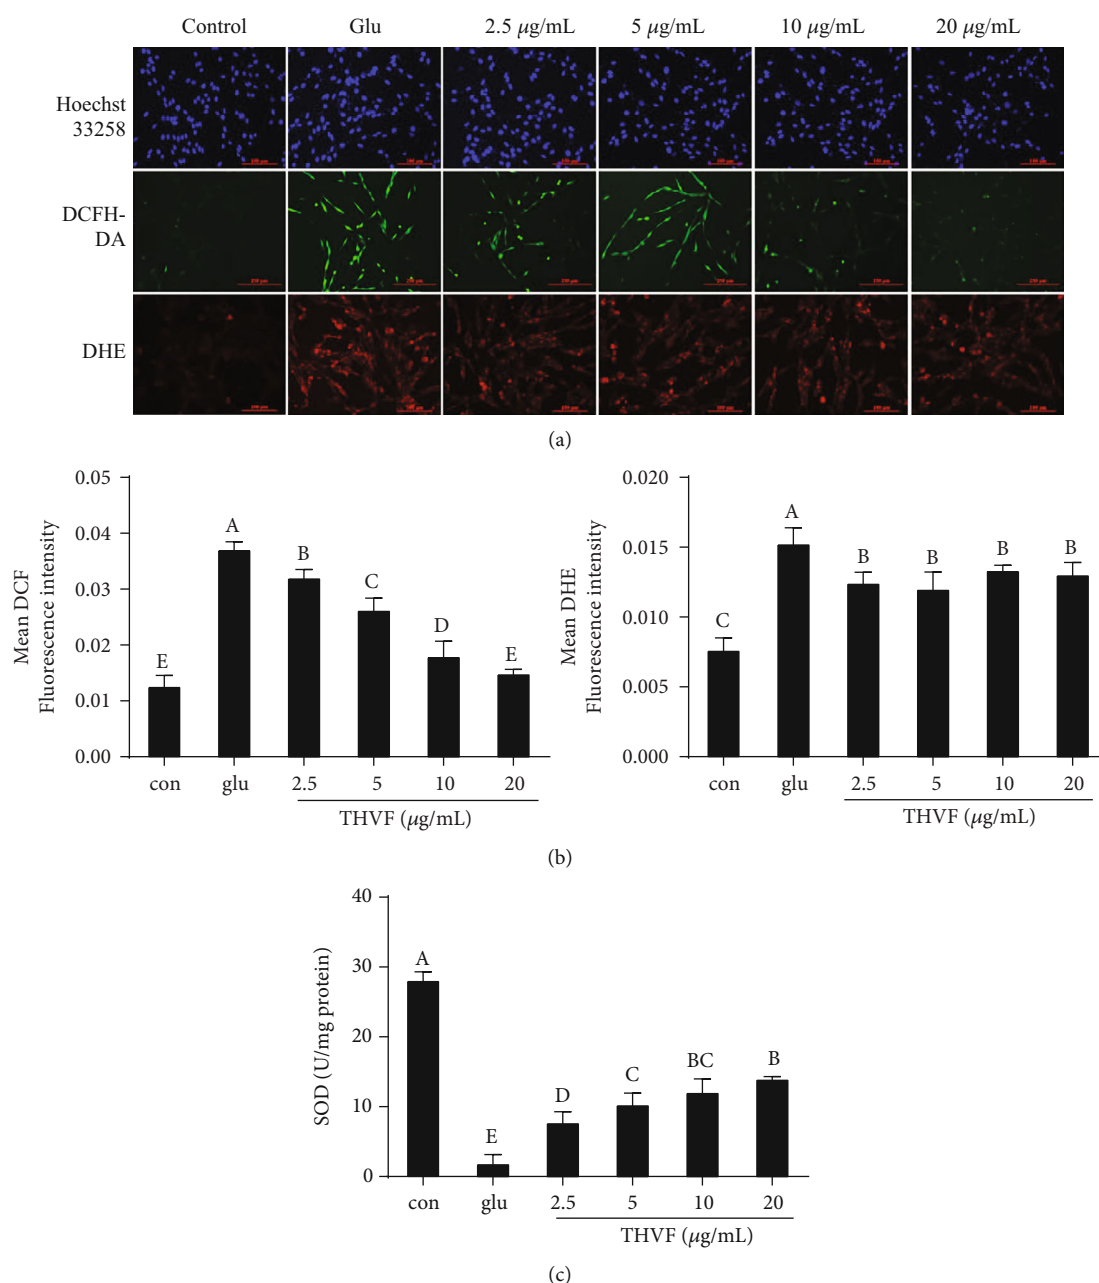 Control Glu 2.5 μg/mL 5 μg/mL 10 μg/mL 20 μg/mL
Hoechst
33258
DCFH-
DA
DHE
(a)
Mean DCF
Fluorescence intensity
0.05
0.04
0.03
0.02
0.01
0.00
E A B C D E
con glu 2.5 5 10 20
THVF (μg/mL)
Mean DHE
Fluorescence intensity
0.020
0.015
0.010
0.005
0.000
C A B B B B
con glu 2.5 5 10 20
THVF (μg/mL)
(b)
SOD (U/mg protein)
40
30
20
10
0
A E D C BC B
con glu 2.5 5 10 20
THVF (μg/mL)
(c)